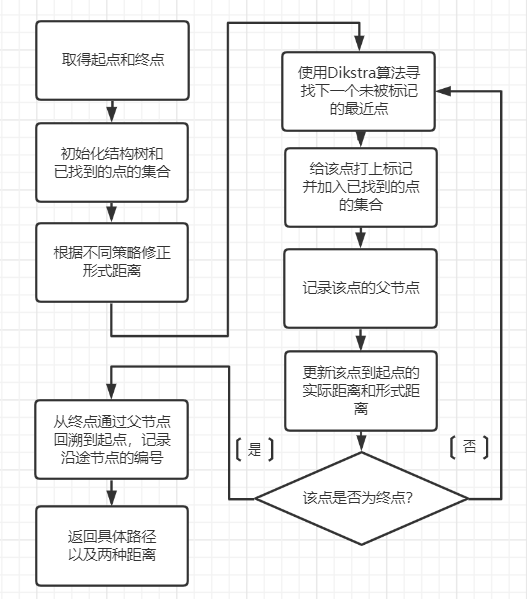 取得起点和终点
初始化结构树和
已找到的点的集合
根据不同策略修正
形式距离
使用Dikstra算法寻
找下一个未被标记
的最近点
给该点打上标记
并加入已找到的点
的集合
记录该点的父节点
更新该点到起点的
实际距离和形式距
离
该点是否为终点?
【是】
【否】
从终点通过父节点
回溯到起点，记录
沿途节点的编号
返回具体路径
以及两种距离